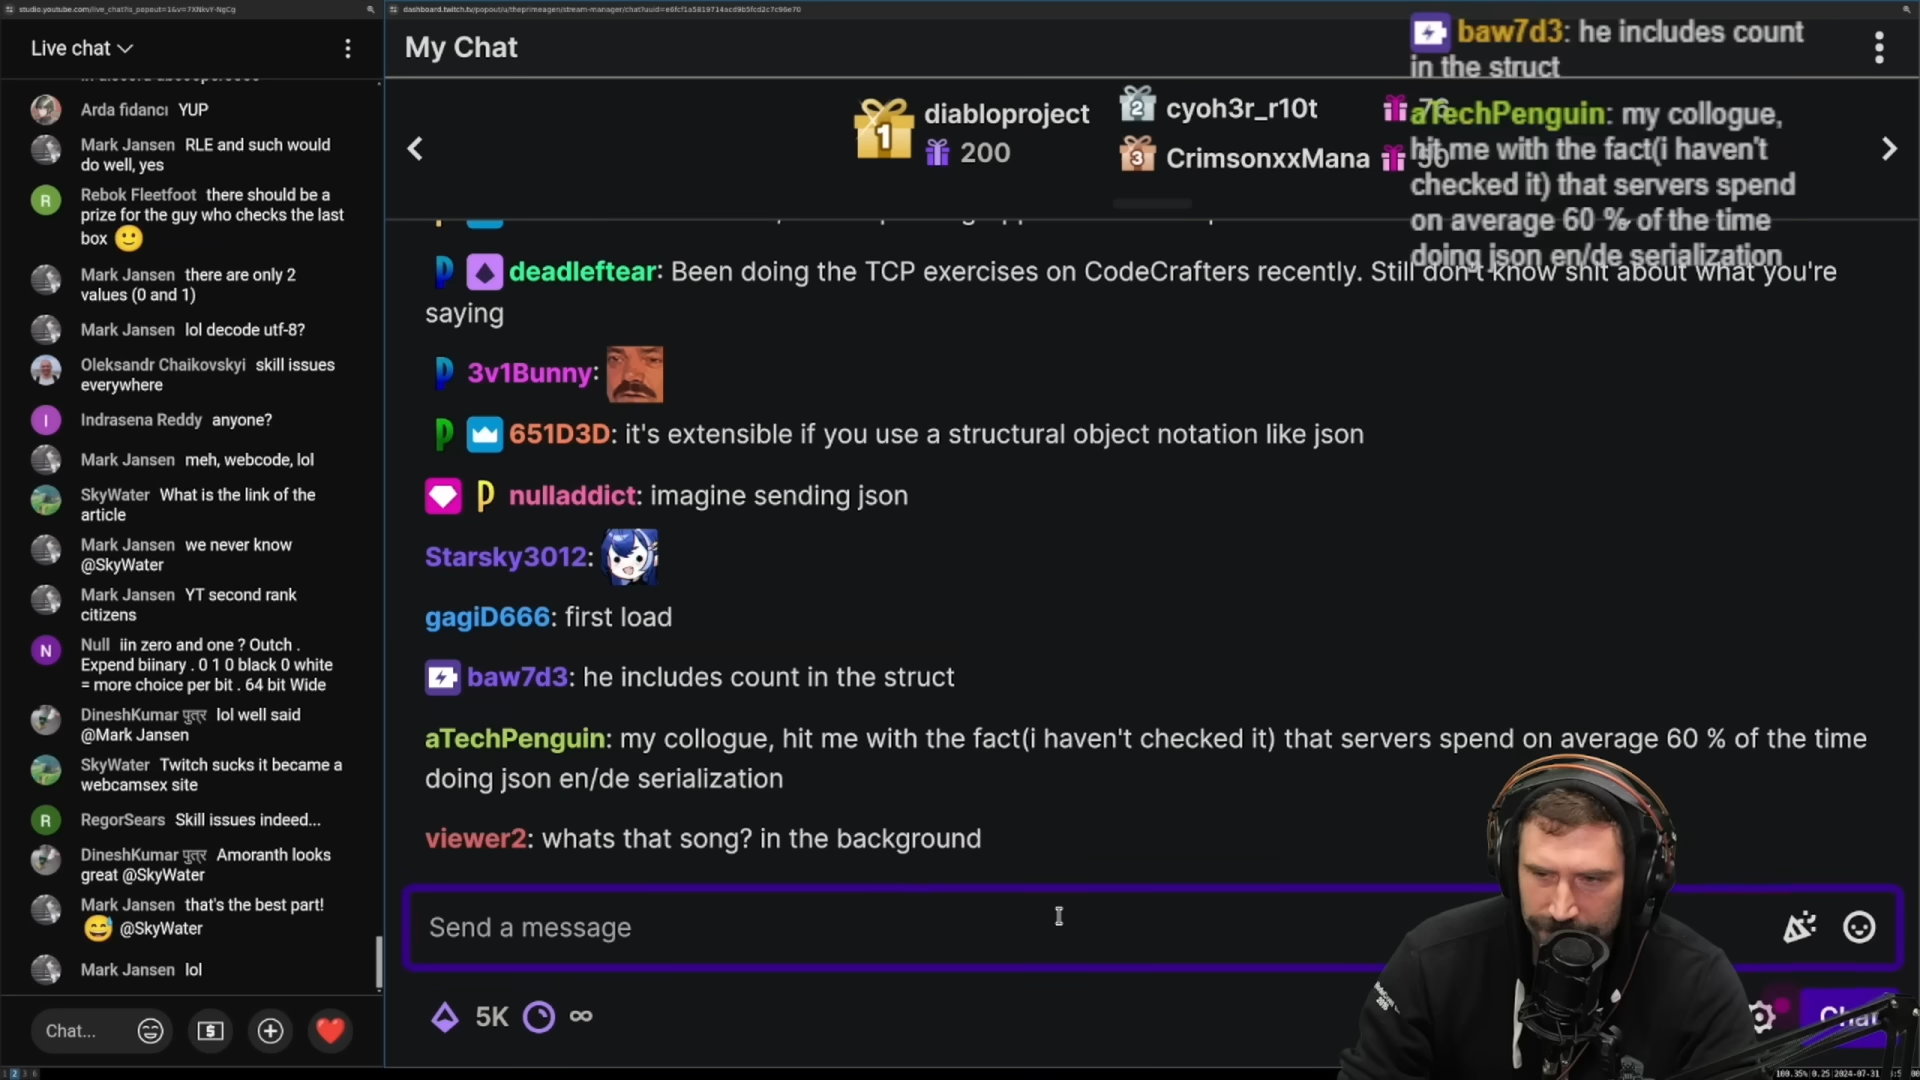 studio.youtube.com/live_chat?is_popout=1&v=7XNkvY-NgCg
dashboard.twitch.tv/popout/u/theprimeagen/stream-manager/chat?uuid=e6fcf1a5819714acd9b5fcd2c7c96e70
Live chat
Arda fidancı YUP
Mark Jansen RLE and such would
do well, yes
Rebok Fleetfoot there should be a
prize for the guy who checks the last
box
Mark Jansen there are only 2
values (0 and 1)
Mark Jansen lol decode utf-8?
Oleksandr Chaikovskyi skill issues
everywhere
I
Indrasena Reddy anyone?
Mark Jansen meh, webcode, lol
SkyWater What is the link of the
article
Mark Jansen we never know
@SkyWater
Mark Jansen YT second rank
citizens
N
Null iin zero and one ? Outch .
Expend biinary . 0 1 0 black 0 white
= more choice per bit . 64 bit Wide
DineshKumar पुत्र lol well said
@Mark Jansen
SkyWater Twitch sucks it became a
webcamsex site
R
RegorSears Skill issues indeed...
DineshKumar पुत्र Amoranth looks
great @SkyWater
Mark Jansen that's the best part!
@SkyWater
Mark Jansen lol
Chat...
My Chat
1
diabloproject
200
2
cyoh3r_r10t
76
3
CrimsonxxMana
50
deadleftear: Been doing the TCP exercises on CodeCrafters recently. Still don't know shit about what you're
saying
3v1Bunny:
651D3D: it's extensible if you use a structural object notation like json
nulladdict: imagine sending json
Starsky3012:
gagiD666: first load
baw7d3: he includes count in the struct
aTechPenguin: my collogue, hit me with the fact(i haven't checked it) that servers spend on average 60 % of the time
doing json en/de serialization
viewer2: whats that song? in the background
Send a message
5K
∞
Chat
baw7d3: he includes count
in the struct
aTechPenguin: my collogue,
hit me with the fact(i haven't
checked it) that servers spend
on average 60 % of the time
doing json en/de serialization